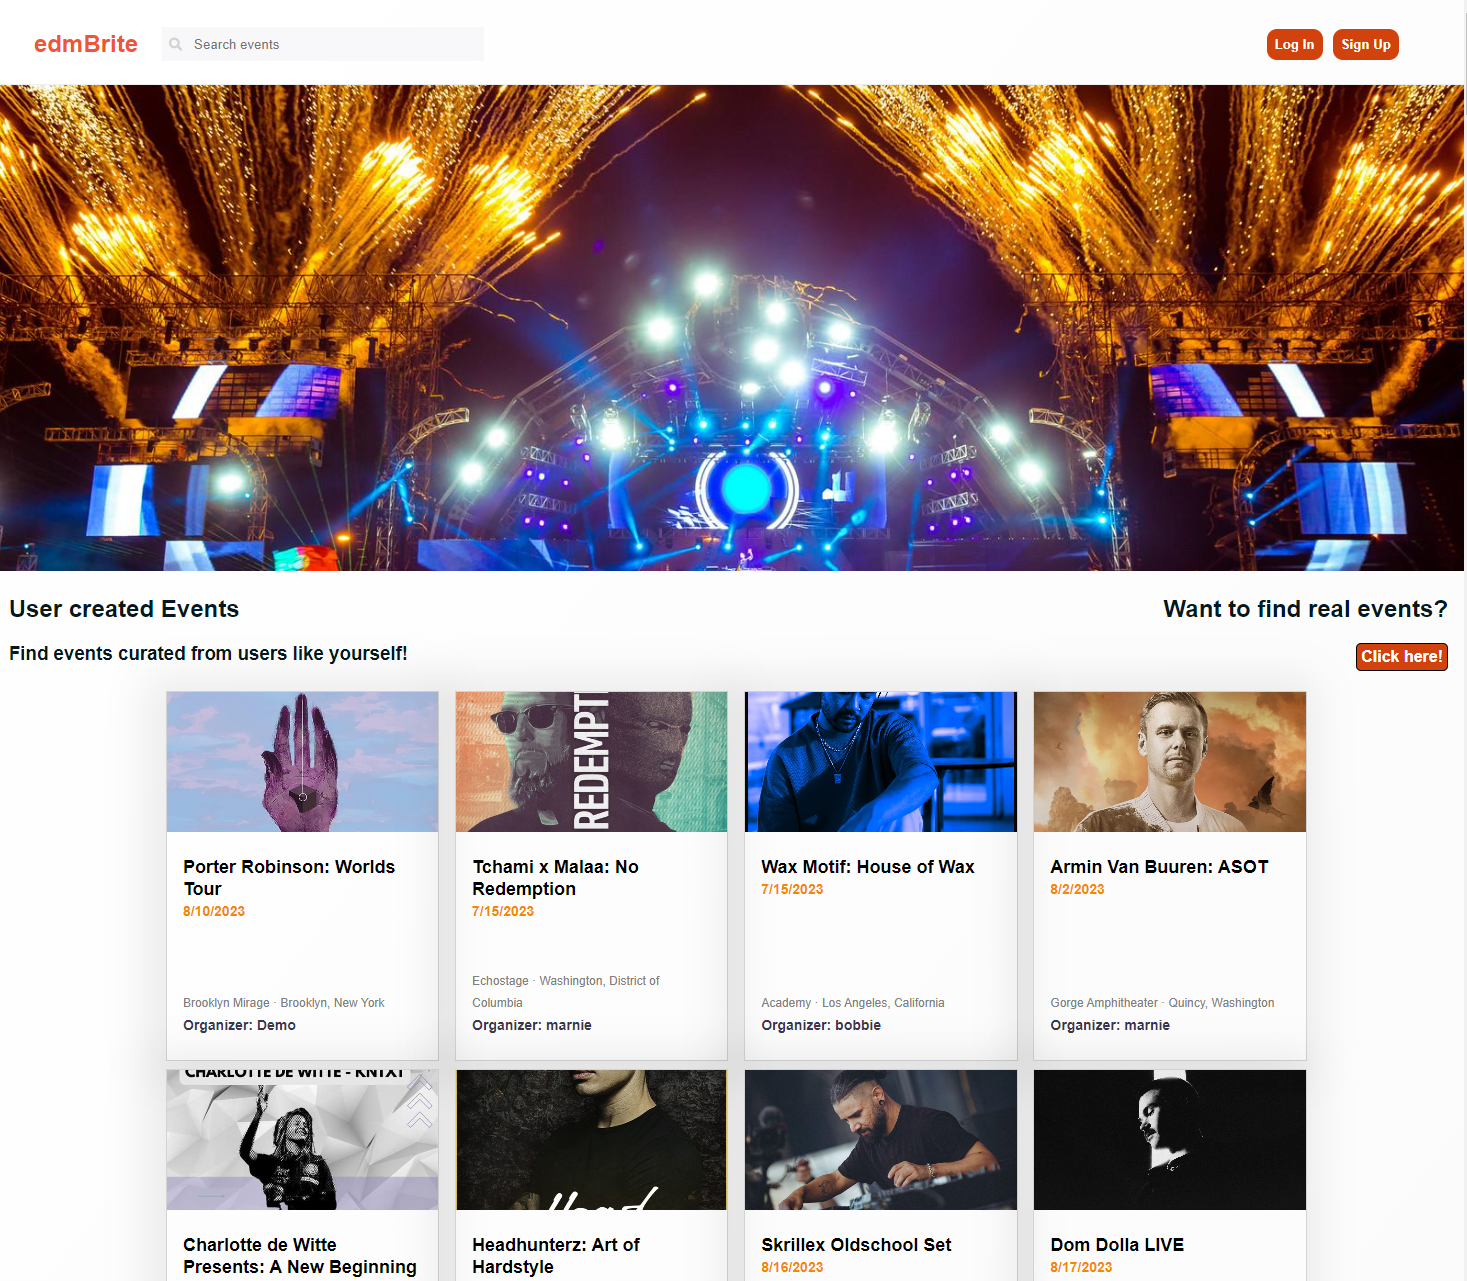 edmBrite
Search events
Log In
Sign Up
User created Events
Want to find real events?
Find events curated from users like yourself!
Click here!
REDEMPT
Porter Robinson: Worlds
Tour
8/10/2023
Brooklyn Mirage · Brooklyn, New York
Organizer: Demo
Tchami x Malaa: No
Redemption
7/15/2023
Echostage · Washington, District of
Columbia
Organizer: marnie
Wax Motif: House of Wax
7/15/2023
Academy · Los Angeles, California
Organizer: bobbie
Armin Van Buuren: ASOT
8/2/2023
Gorge Amphitheater · Quincy, Washington
Organizer: marnie
CHARLOTTE DE WITTE - KNTXT
Charlotte de Witte
Presents: A New Beginning
Head
Headhunterz: Art of
Hardstyle
Skrillex Oldschool Set
8/16/2023
Dom Dolla LIVE
8/17/2023